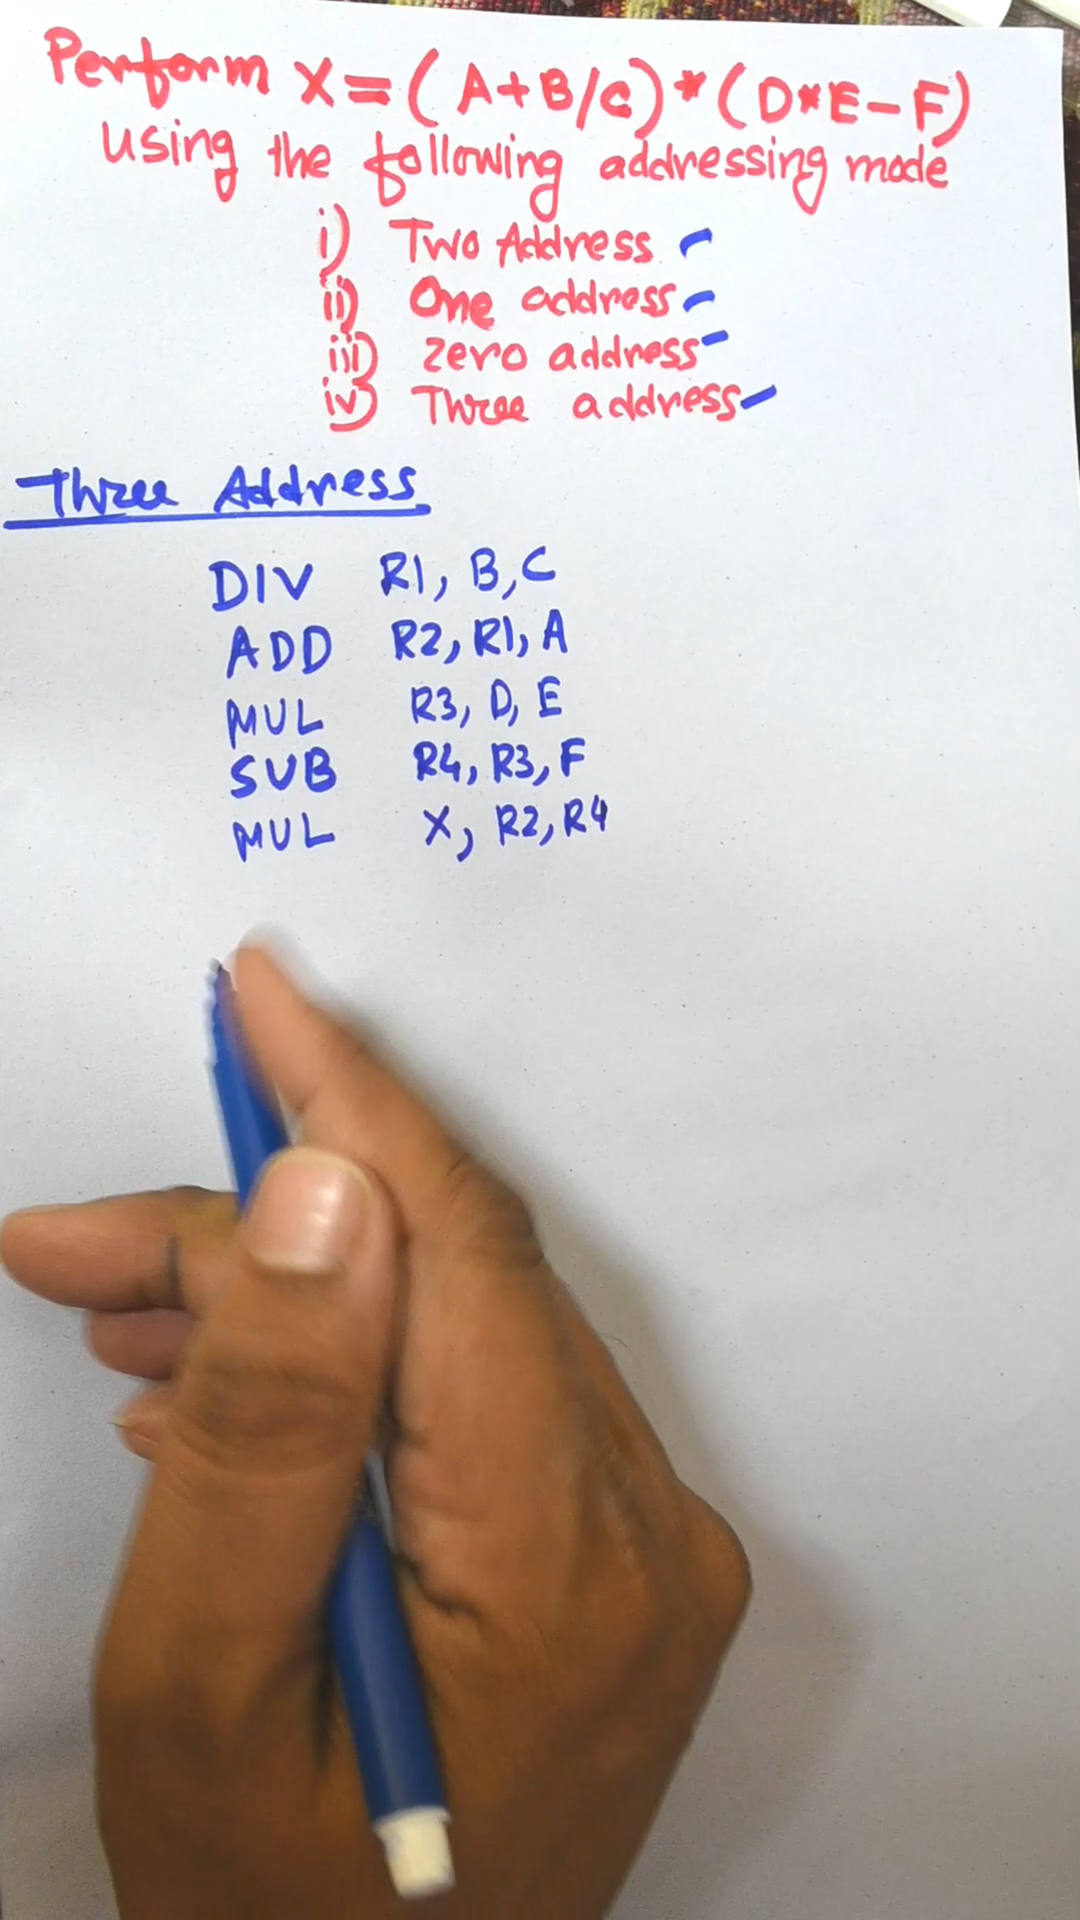 Perform X=(A+B/C)*(D*E-F)
using the following addressing mode
i) Two Address
ii) One address
iii) zero address
iv) Three address
Three Address
DIV R1, B,C
ADD R2, R1, A
MUL R3, D, E
SUB R4, R3, F
MUL X, R2, R4